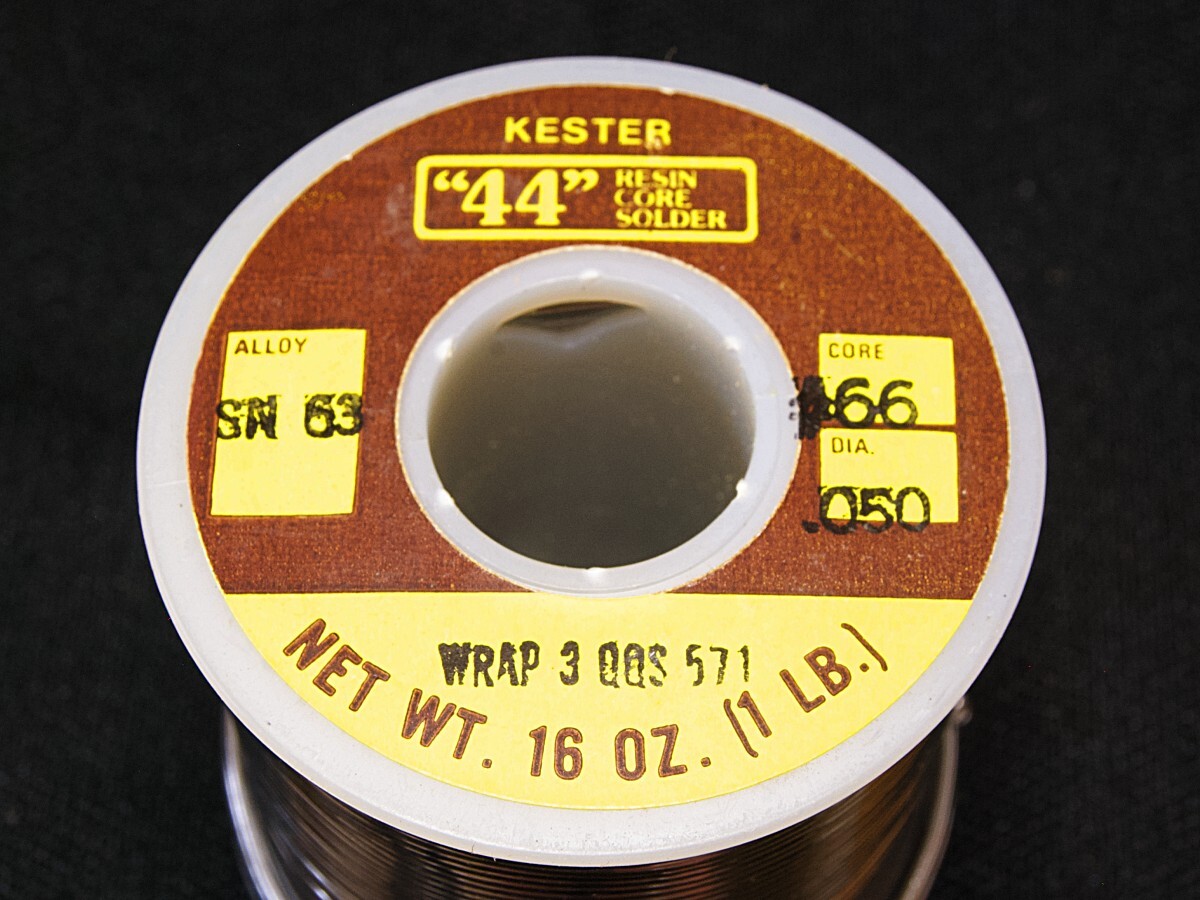 KESTER
“44” RESIN
CORE
SOLDER
ALLOY
SN 63
CORE
66
DIA.
.050
WRAP 3 QQS 571
NET WT. 16 OZ. (1 LB.)